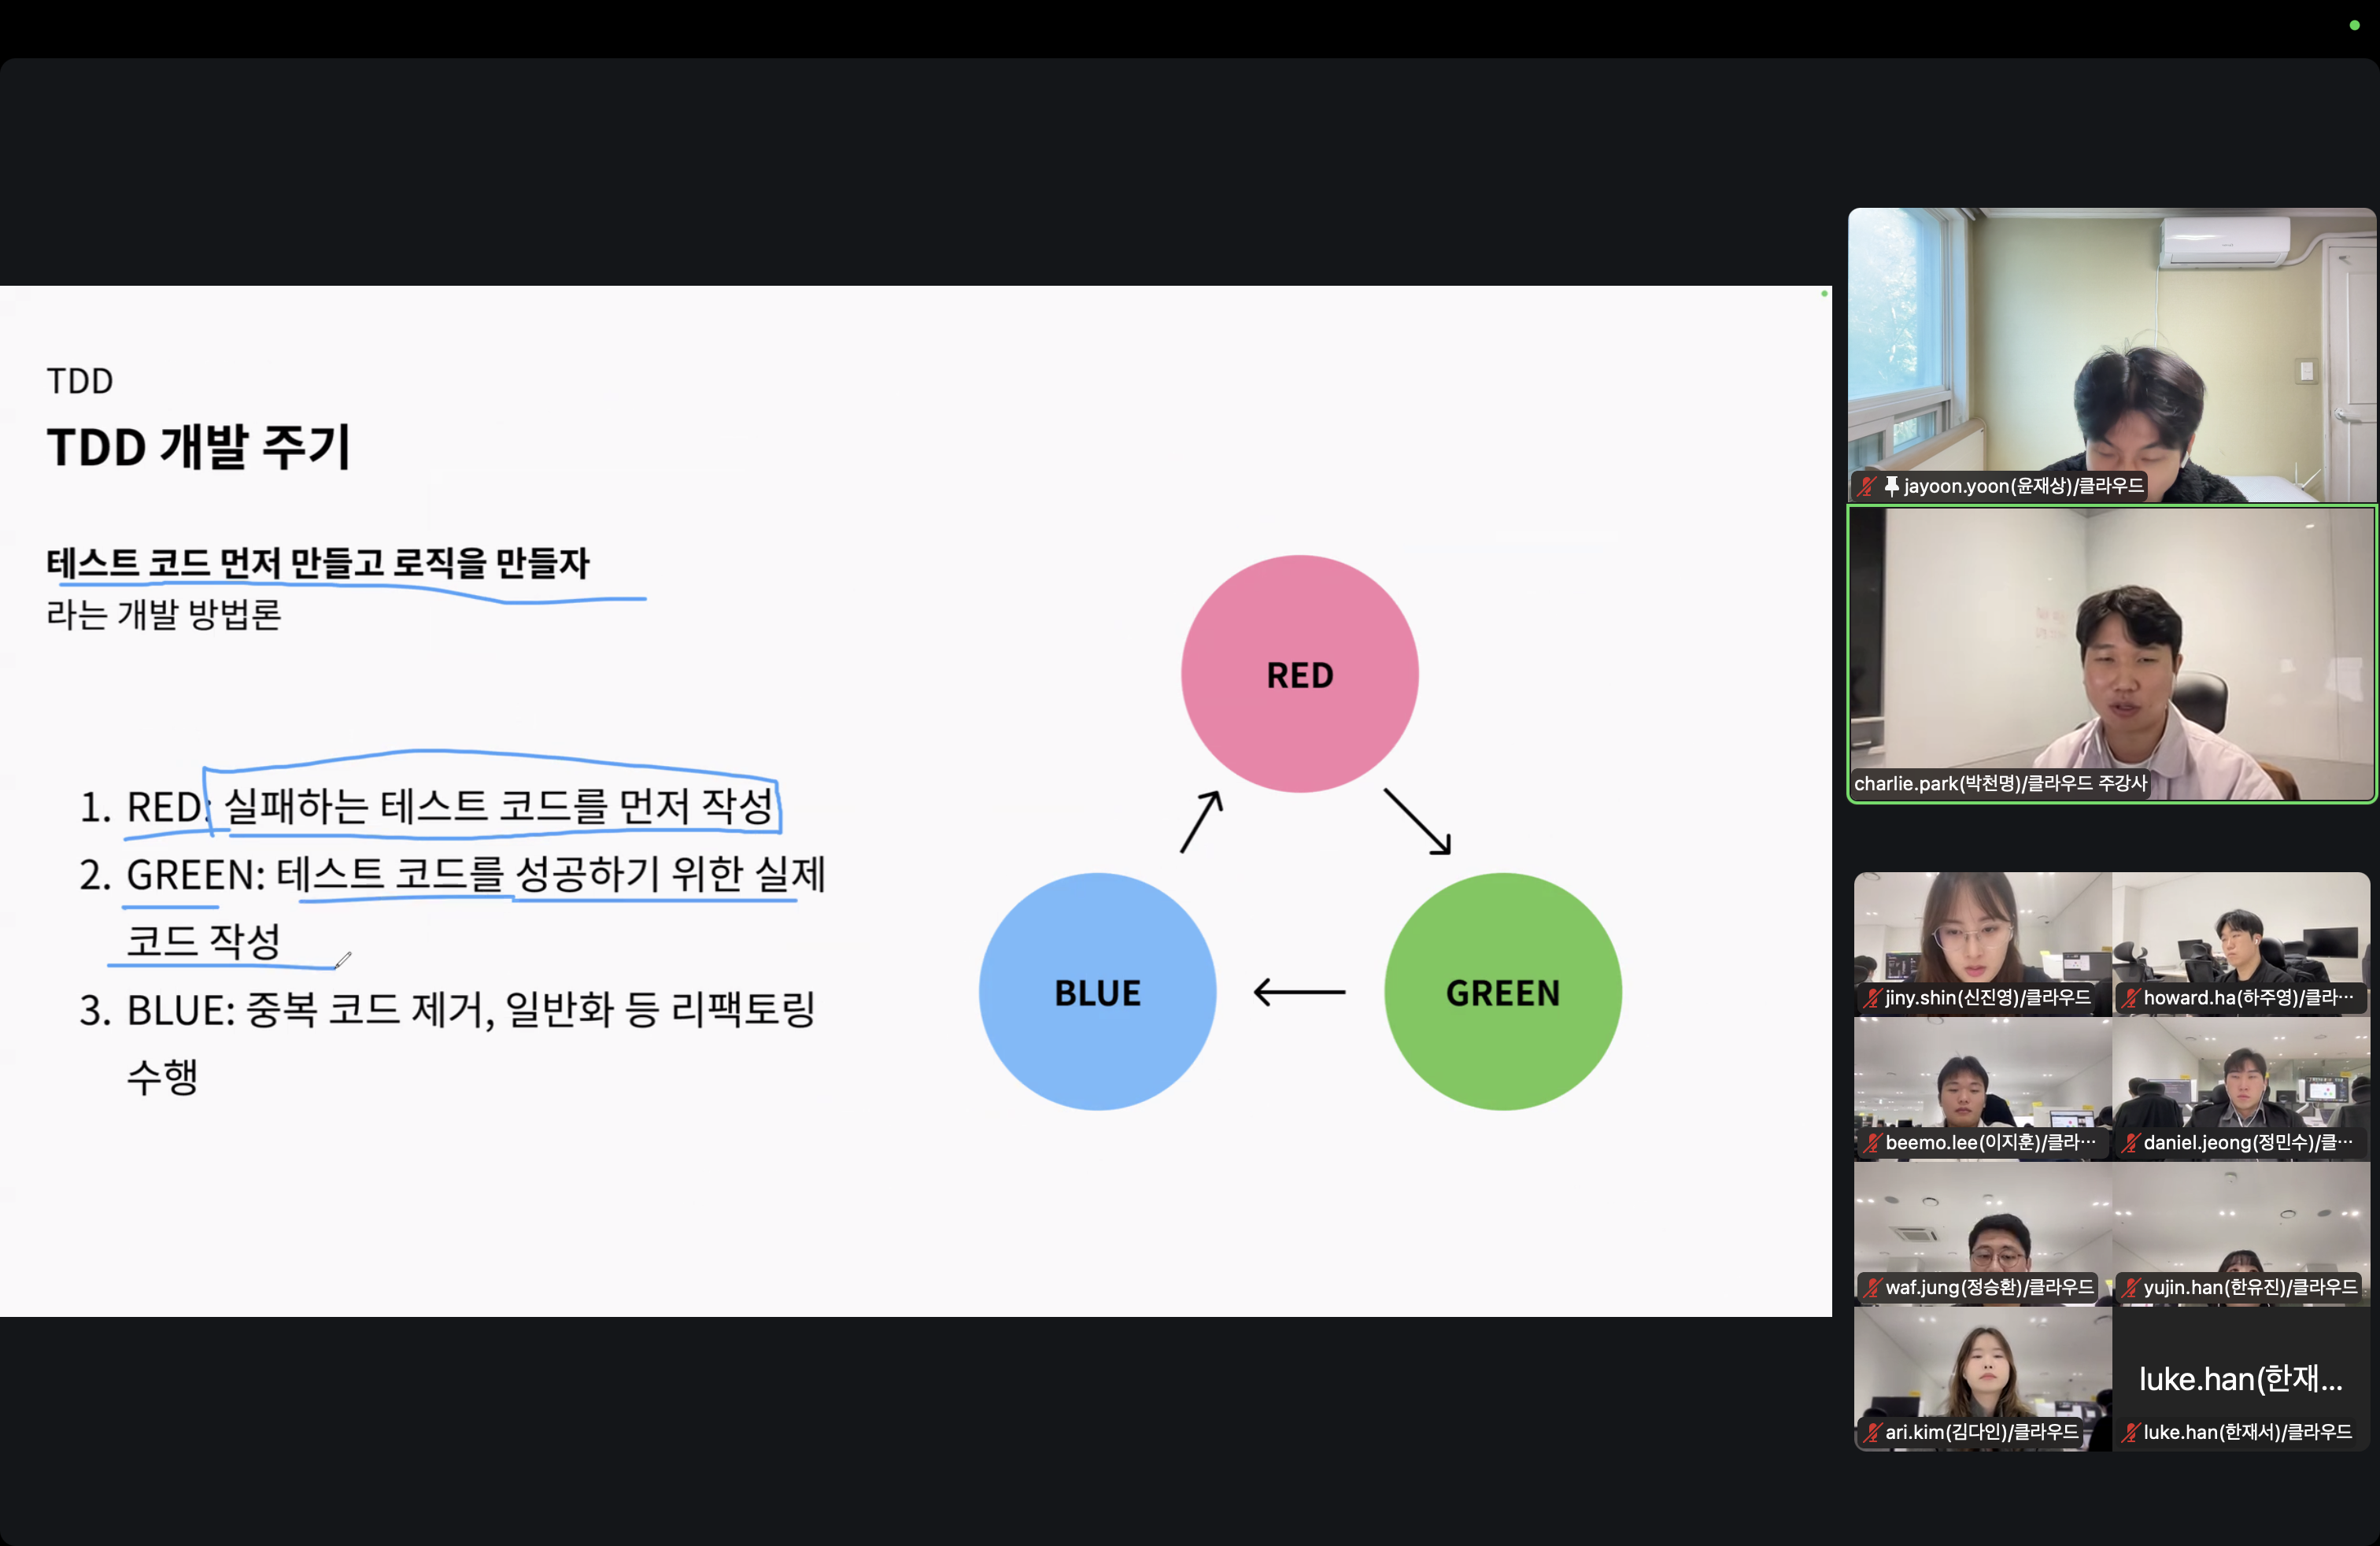 TDD
TDD 개발 주기
테스트 코드 먼저 만들고 로직을 만들자
라는 개발 방법론
1. RED: 실패하는 테스트 코드를 먼저 작성
2. GREEN: 테스트 코드를 성공하기 위한 실제
코드 작성
3. BLUE: 중복 코드 제거, 일반화 등 리팩토링
수행
RED
BLUE
GREEN
jayoon.yoon(윤재상)/클라우드
charlie.park(박천명)/클라우드 주강사
jiny.shin(신진영)/클라우드
howard.ha(하주영)/클라…
beemo.lee(이지훈)/클라…
daniel.jeong(정민수)/클…
waf.jung(정승환)/클라우드
yujin.han(한유진)/클라우드
ari.kim(김다인)/클라우드
luke.han(한재...
luke.han(한재서)/클라우드